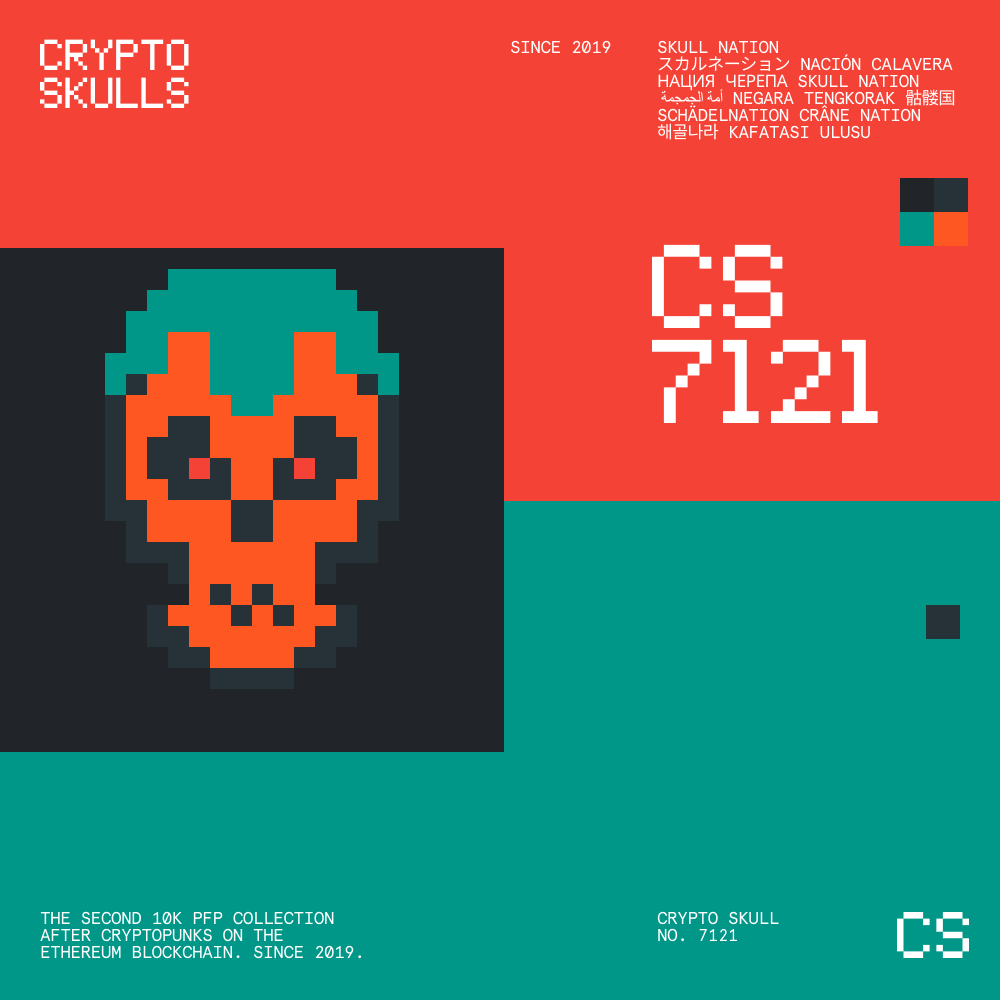 CRYPTO
SKULLS
SINCE 2019
SKULL NATION
スカルネーション NACIÓN CALAVERA
НАЦИЯ ЧЕРЕПА SKULL NATION
أمة الجمجمة NEGARA TENGKORAK 骷髅国
SCHÄDELNATION CRÂNE NATION
해골나라 KAFATASI ULUSU
CS
7121
THE SECOND 10K PFP COLLECTION
AFTER CRYPTOPUNKS ON THE
ETHEREUM BLOCKCHAIN. SINCE 2019.
CRYPTO SKULL
NO. 7121
CS